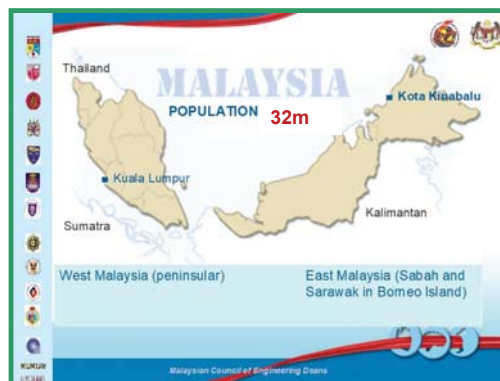 Thailand
MALAYSIA
POPULATION 32m
Kota Kinabalu
Kuala Lumpur
Sumatra
Kalimantan
West Malaysia (peninsular)
East Malaysia (Sabah and
Sarawak in Borneo Island)
KUKUM
Malaysian Council of Engineering Deans